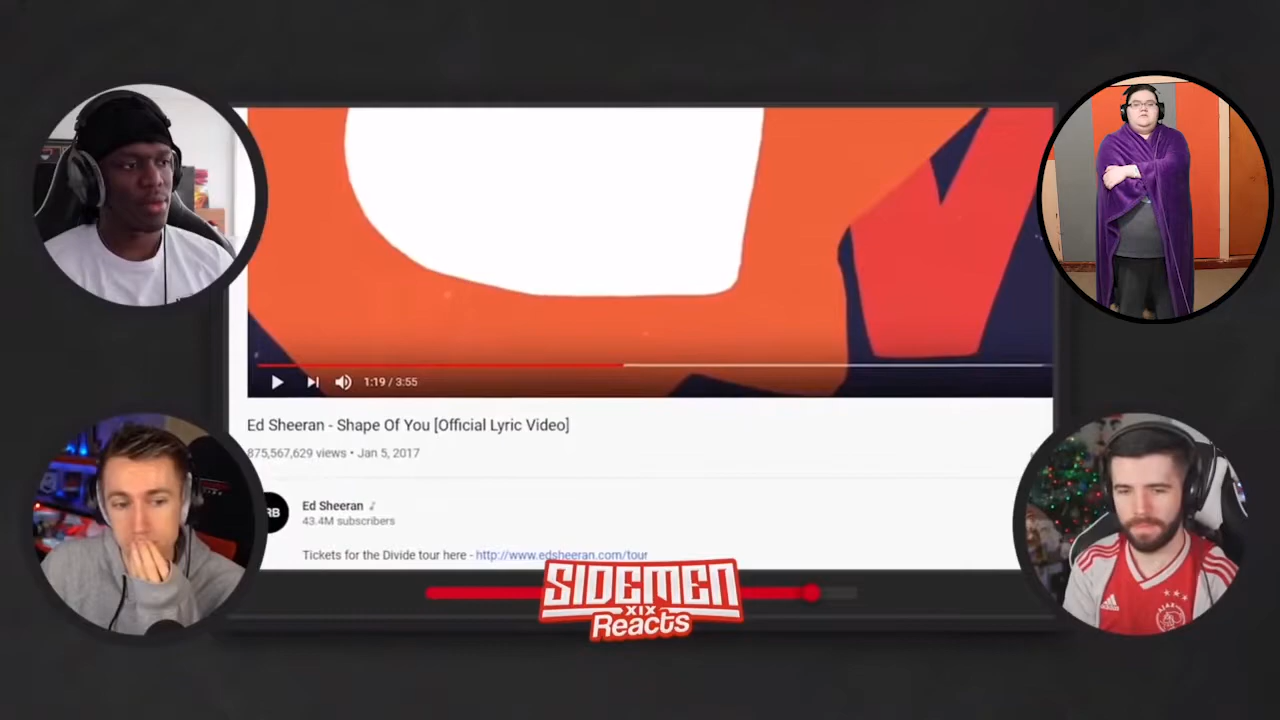 1:19 / 3:55
Ed Sheeran - Shape Of You [Official Lyric Video]
875,567,629 views • Jan 5, 2017
RB
Ed Sheeran ♪
43.4M subscribers
Tickets for the Divide tour here - http://www.edsheeran.com/tour
SIDEMEN
XIX
Reacts